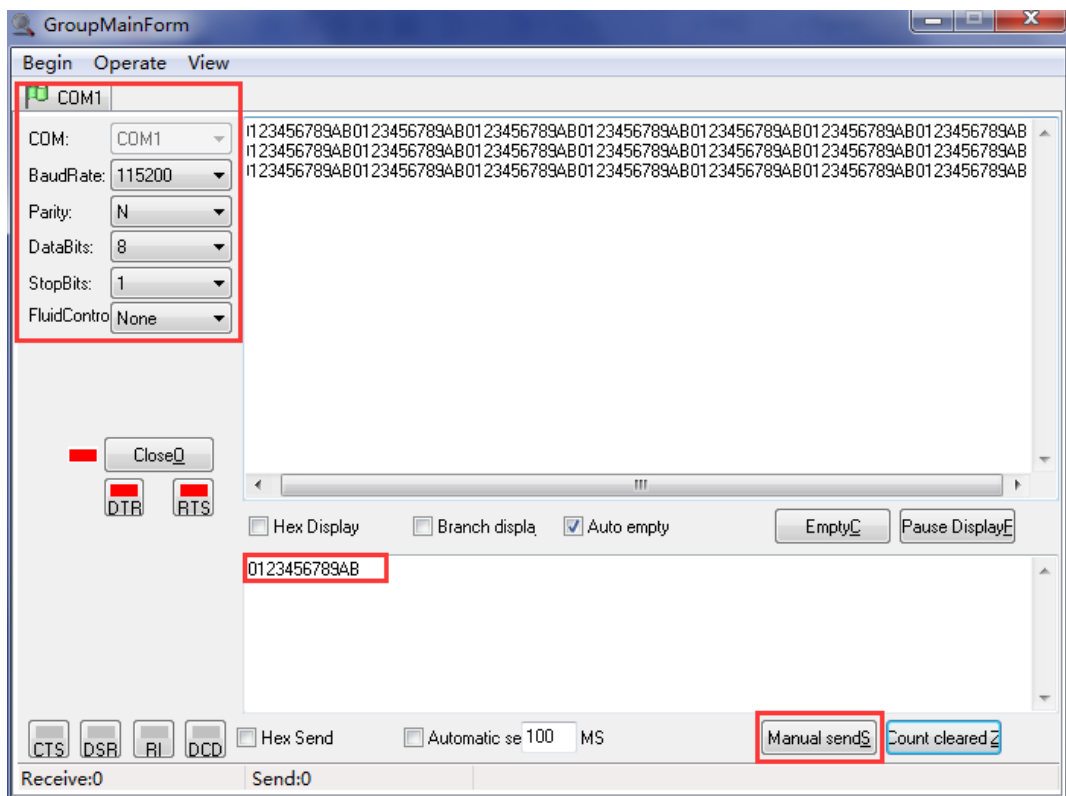 GroupMainForm
Begin Operate View
COM1
COM: COM1
BaudRate: 115200
Parity: N
DataBits: 8
StopBits: 1
FluidContro None
0123456789AB0123456789AB0123456789AB0123456789AB0123456789AB0123456789AB0123456789AB
0123456789AB0123456789AB0123456789AB0123456789AB0123456789AB0123456789AB0123456789AB
0123456789AB0123456789AB0123456789AB0123456789AB0123456789AB0123456789AB0123456789AB
CloseO
DTR RTS
Hex Display Branch displa Auto empty EmptyC Pause DisplayF
0123456789AB
CTS DSR RI DCD Hex Send Automatic se 100 MS Manual sendS Count cleared Z
Receive:0 Send:0